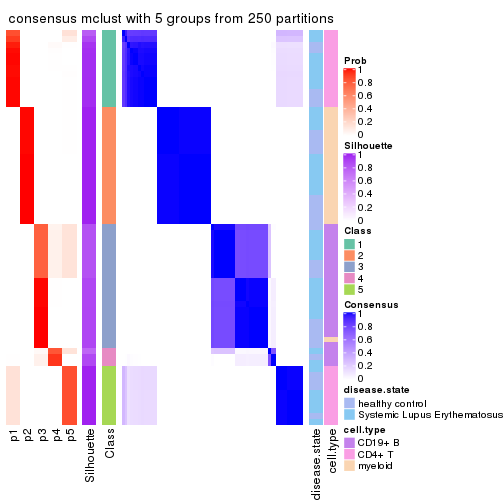 consensus mclust with 5 groups from 250 partitions
Prob
1
0.8
0.6
0.4
0.2
0
Silhouette
1
0.8
0.6
0.4
0.2
0
Class
1
2
3
4
5
Consensus
1
0.8
0.6
0.4
0.2
0
disease.state
healthy control
Systemic Lupus Erythematosus
cell.type
CD19+ B
CD4+ T
myeloid
p1
p2
p3
p4
p5
Silhouette
Class
disease.state
cell.type